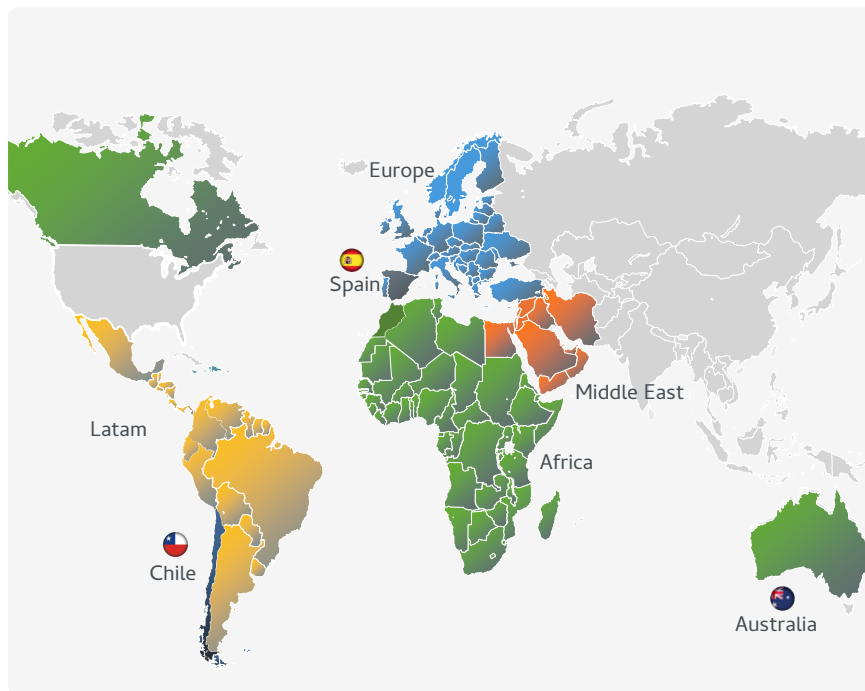 Europe
Spain
Middle East
Latam
Africa
Chile
Australia